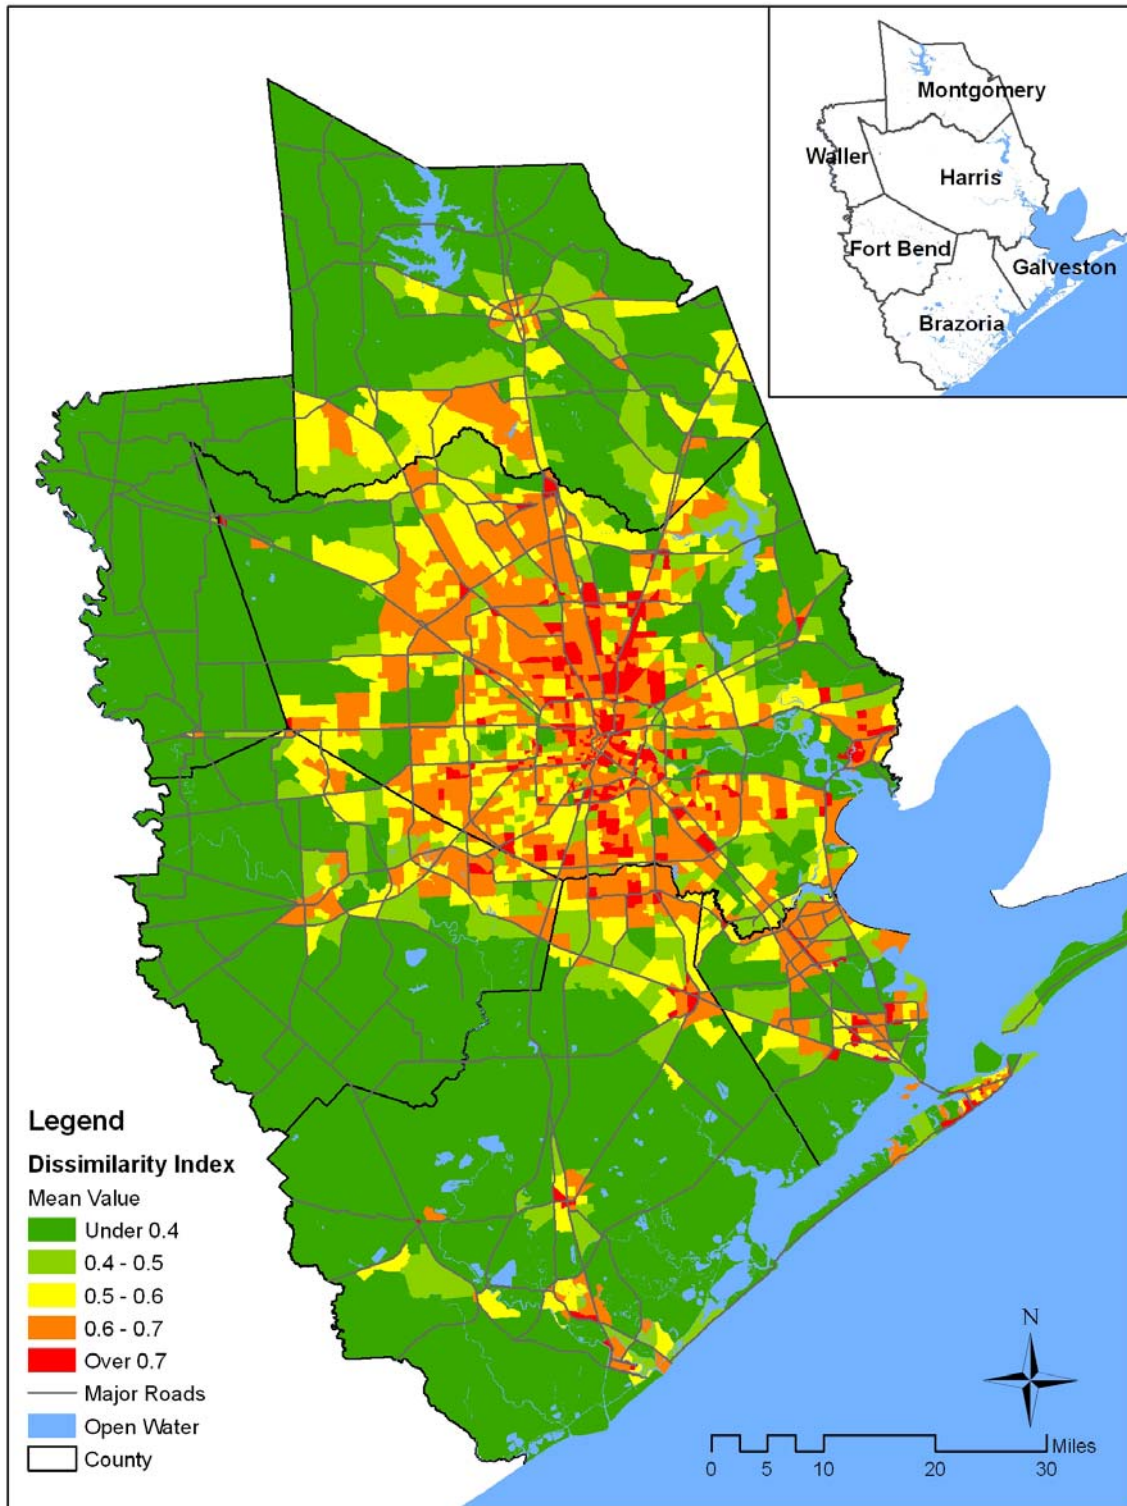 Montgomery
Waller
Harris
Fort Bend
Galveston
Brazoria
Legend
Dissimilarity Index
Mean Value
Under 0.4
0.4 - 0.5
0.5 - 0.6
0.6 - 0.7
Over 0.7
Major Roads
Open Water
County
N
Miles
0 5 10 20 30